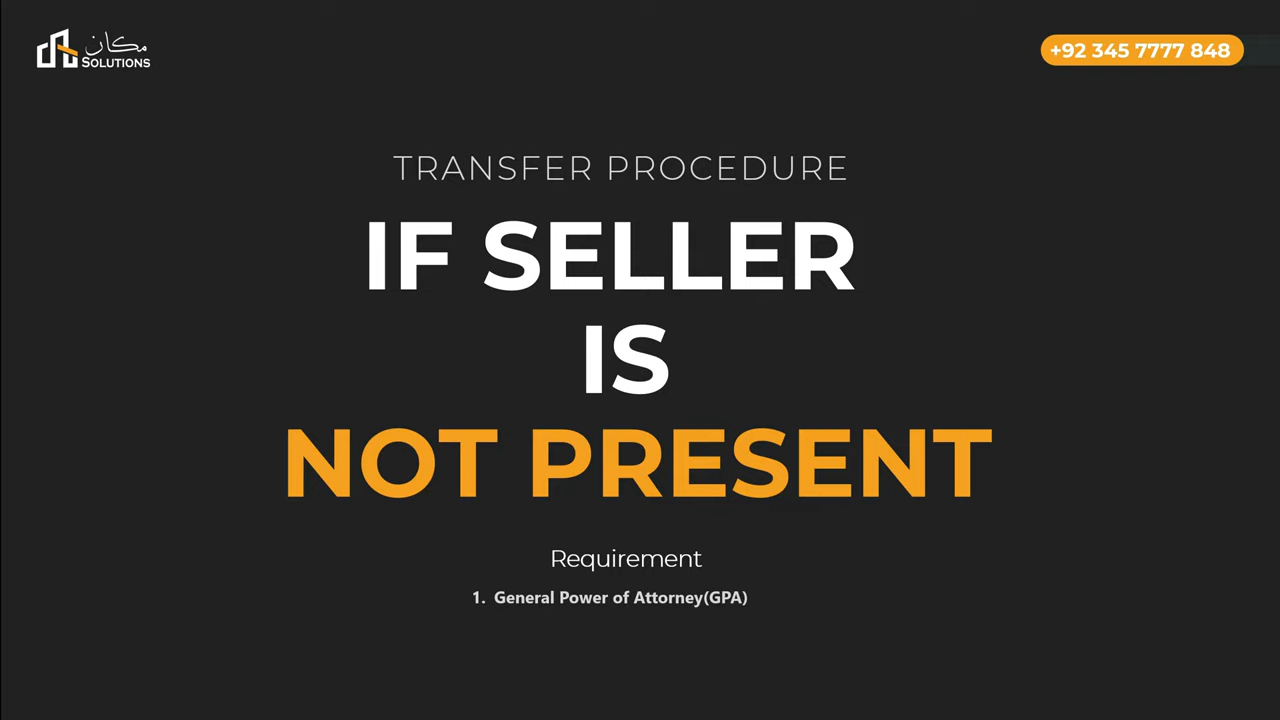 مکان
SOLUTIONS
+92 345 7777 848
TRANSFER PROCEDURE
IF SELLER
IS
NOT PRESENT
Requirement
1. General Power of Attorney(GPA)